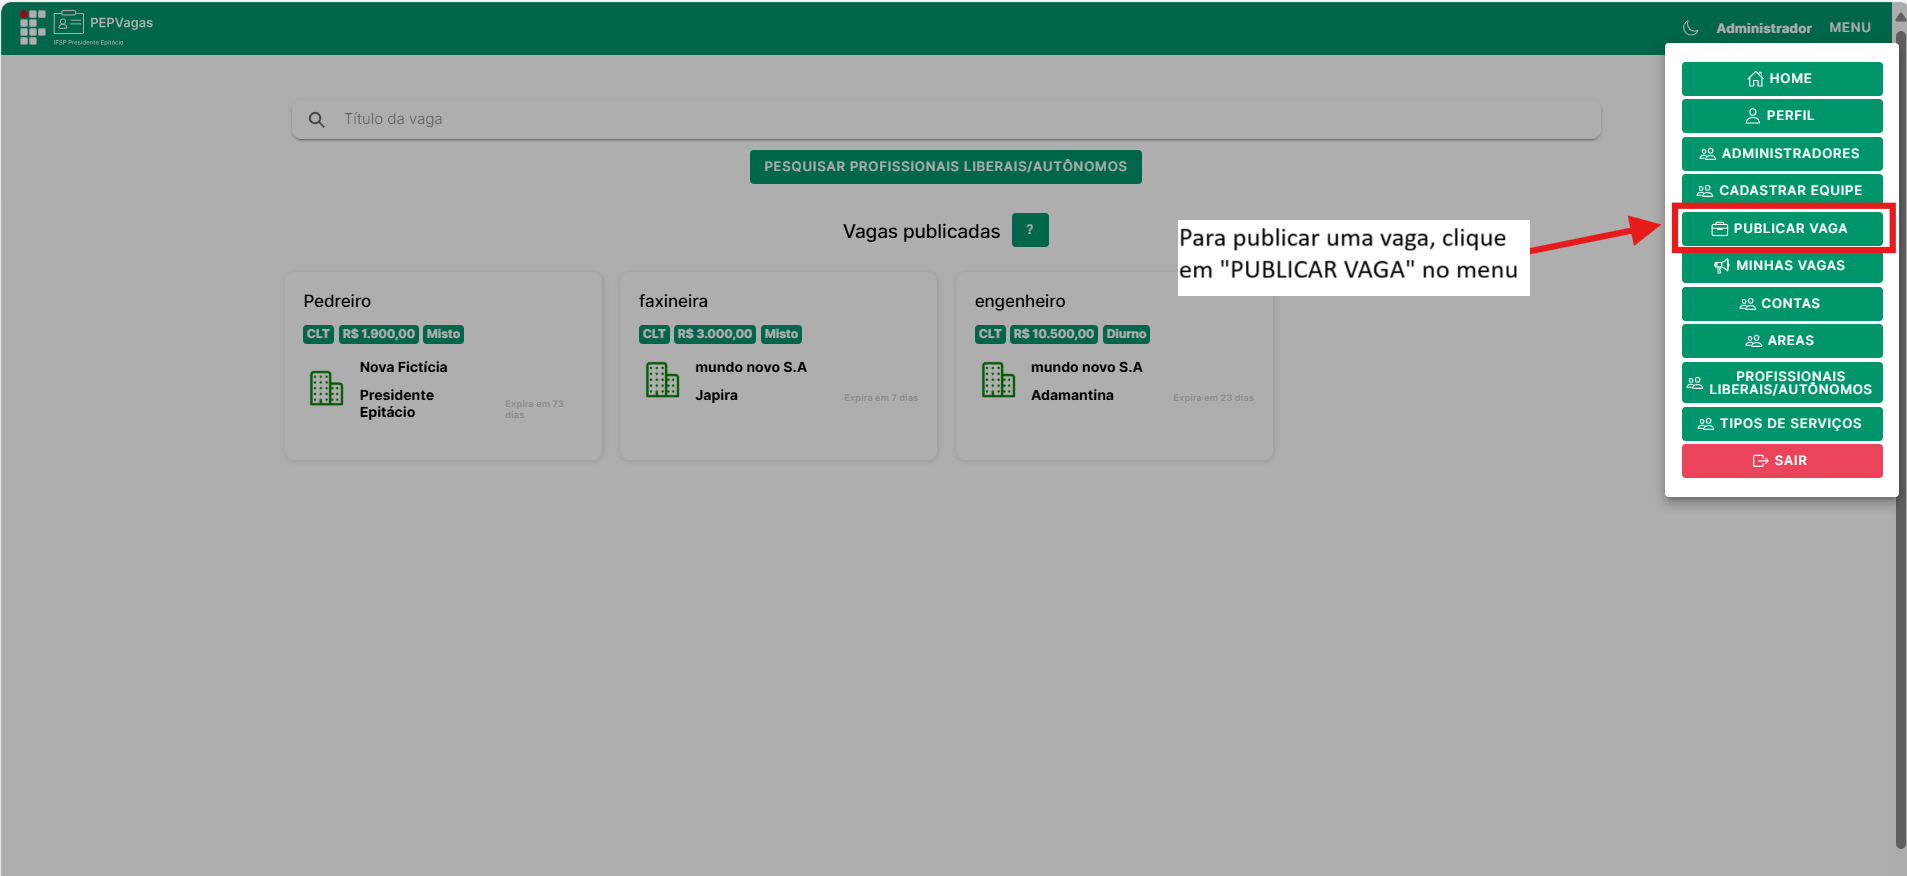 PEPVagas
IFSP Presidente Epitácio
Administrador
MENU
Título da vaga
PESQUISAR PROFISSIONAIS LIBERAIS/AUTÔNOMOS
Vagas publicadas
?
Pedreiro
CLT R$ 1.900,00 Misto
Nova Fictícia
Presidente
Epitácio
Expira em 73
dias
faxineira
CLT R$ 3.000,00 Misto
mundo novo S.A
Japira
Expira em 7 dias
engenheiro
CLT R$ 10.500,00 Diurno
mundo novo S.A
Adamantina
Expira em 23 dias
Para publicar uma vaga, clique
em "PUBLICAR VAGA" no menu
HOME
PERFIL
ADMINISTRADORES
CADASTRAR EQUIPE
PUBLICAR VAGA
MINHAS VAGAS
CONTAS
AREAS
PROFISSIONAIS
LIBERAIS/AUTÔNOMOS
TIPOS DE SERVIÇOS
SAIR